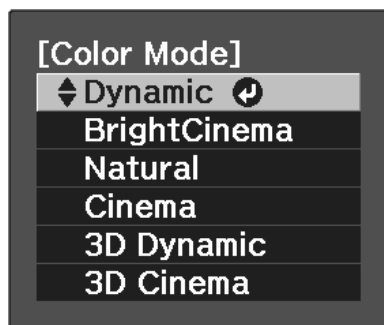 [Color Mode]
Dynamic
BrightCinema
Natural
Cinema
3D Dynamic
3D Cinema